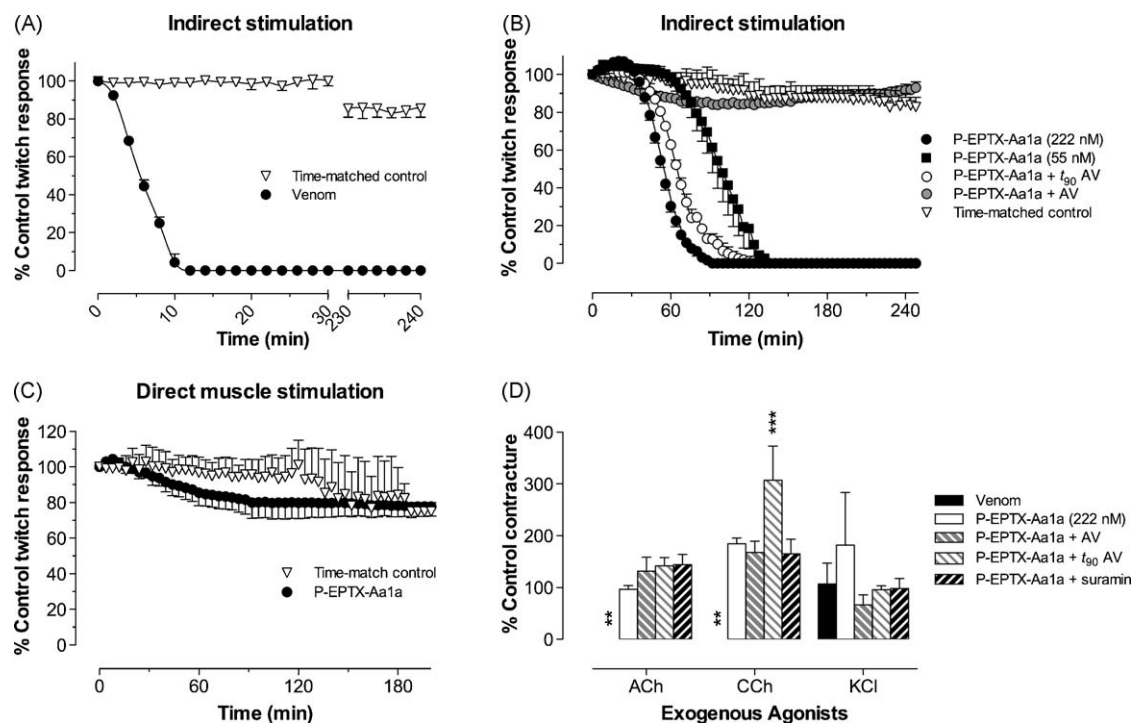 (A)
Indirect stimulation
% Control twitch response
120
100
80
60
40
20
0
Time-matched control
Venom
0
10
20
30
230
240
Time (min)
(B)
Indirect stimulation
% Control twitch response
120
100
80
60
40
20
0
0
60
120
180
240
Time (min)
P-EPTX-Aa1a (222 nM)
P-EPTX-Aa1a (55 nM)
P-EPTX-Aa1a + t90 AV
P-EPTX-Aa1a + AV
Time-matched control
(C)
Direct muscle stimulation
% Control twitch response
120
100
80
60
40
20
0
Time-match control
P-EPTX-Aa1a
0
60
120
180
Time (min)
(D)
% Control contracture
400
300
200
100
0
**
**
***
ACh
CCh
KCl
Exogenous Agonists
Venom
P-EPTX-Aa1a (222 nM)
P-EPTX-Aa1a + AV
P-EPTX-Aa1a + t90 AV
P-EPTX-Aa1a + suramin